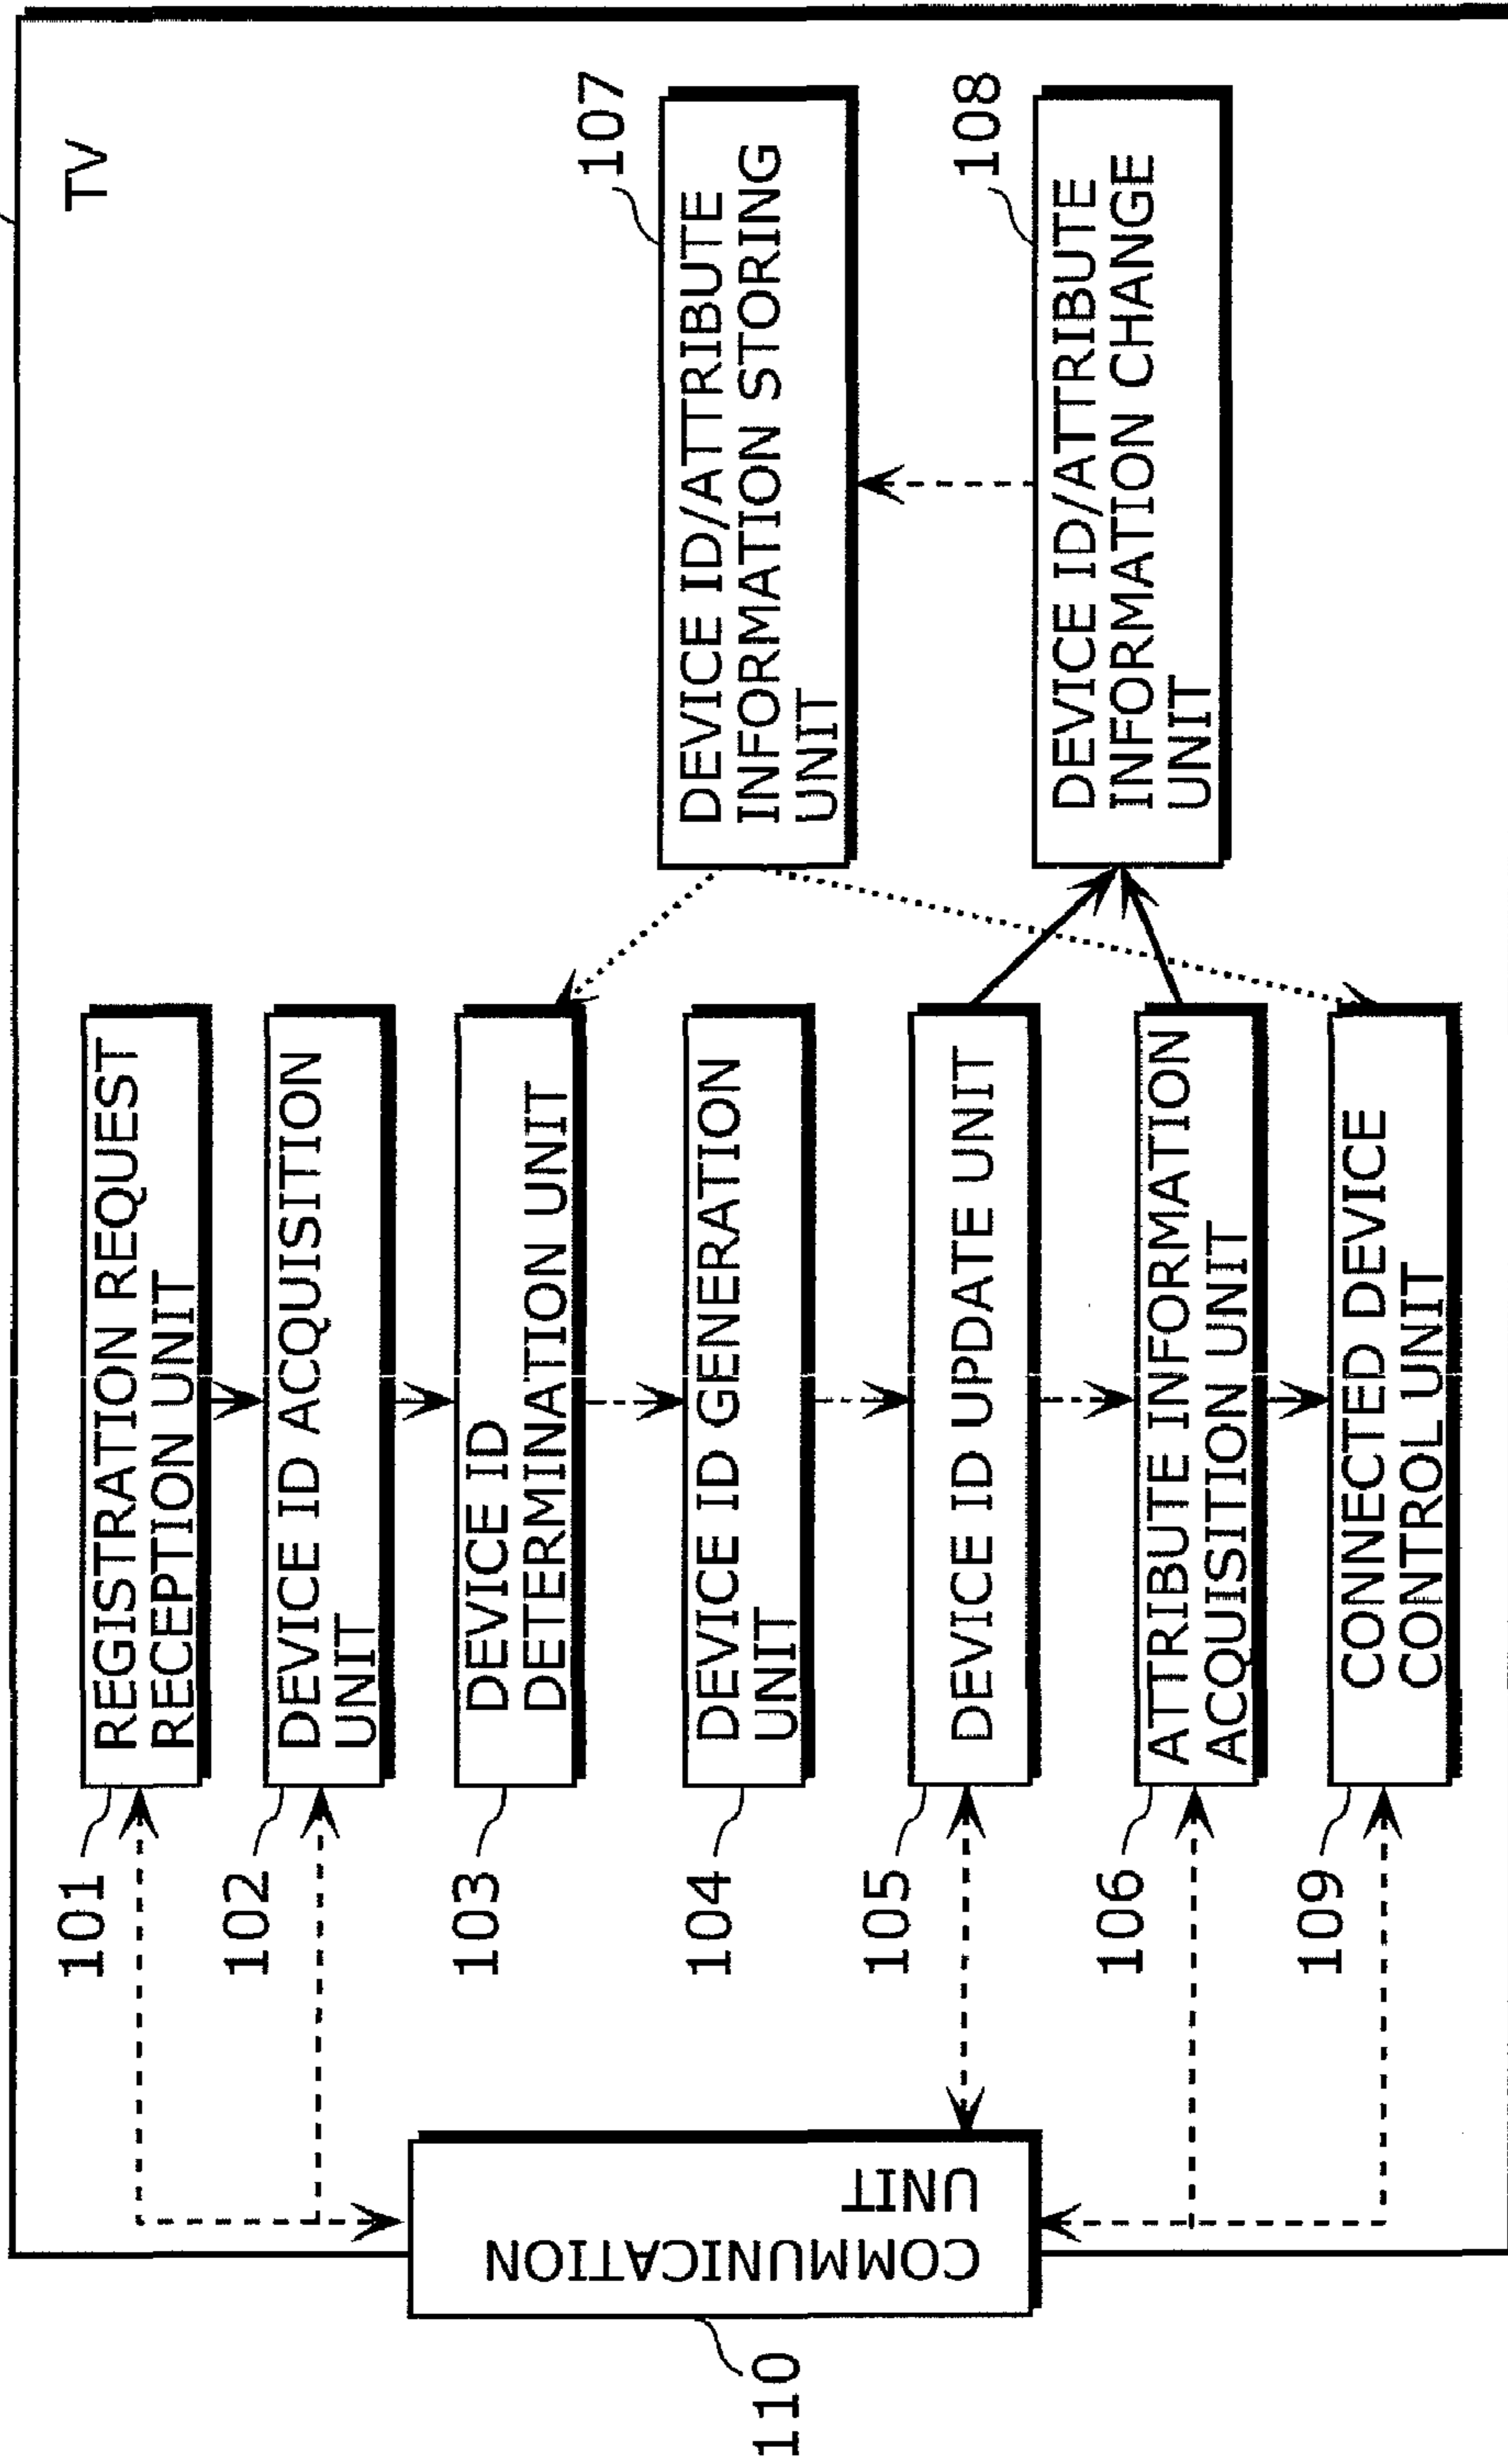 TV
101
REGISTRATION REQUEST
RECEPTION UNIT
102
DEVICE ID ACQUISITION
UNIT
103
DEVICE ID
DETERMINATION UNIT
104
DEVICE ID GENERATION
UNIT
105
DEVICE ID UPDATE UNIT
106
ATTRIBUTE INFORMATION
ACQUISITION UNIT
109
CONNECTED DEVICE
CONTROL UNIT
107
DEVICE ID/ATTRIBUTE
INFORMATION STORING
UNIT
108
DEVICE ID/ATTRIBUTE
INFORMATION CHANGE
UNIT
110
COMMUNICATION
UNIT